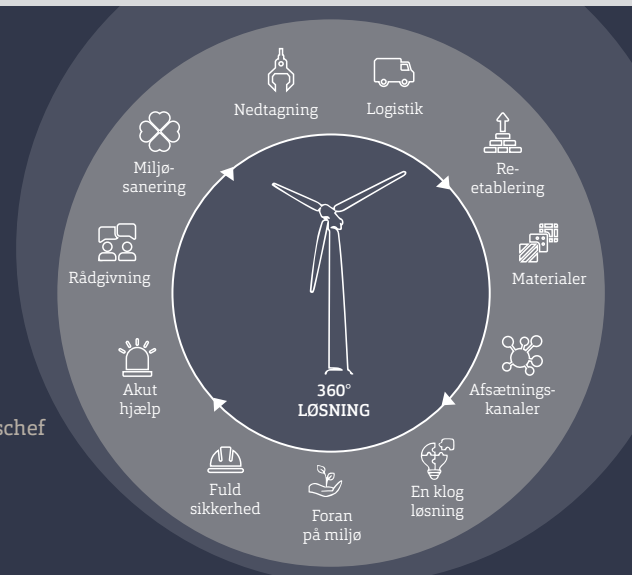 Nedtagning
Logistik
Re-
etablering
Materialer
Afsætnings-
kanaler
En klog
løsning
Foran
på miljø
Fuld
sikkerhed
Akut
hjælp
Rådgivning
Miljø-
sanering
360°
LØSNING
schef